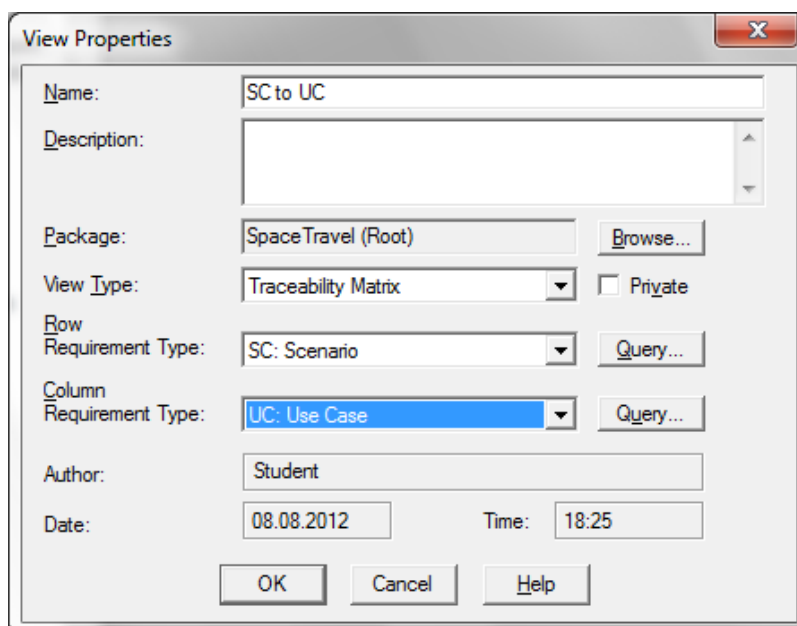 View Properties
Name: SC to UC
Description:
Package: SpaceTravel (Root) Browse...
View Type: Traceability Matrix Private
Row
Requirement Type: SC: Scenario Query...
Column
Requirement Type: UC: Use Case Query...
Author: Student
Date: 08.08.2012 Time: 18:25
OK Cancel Help